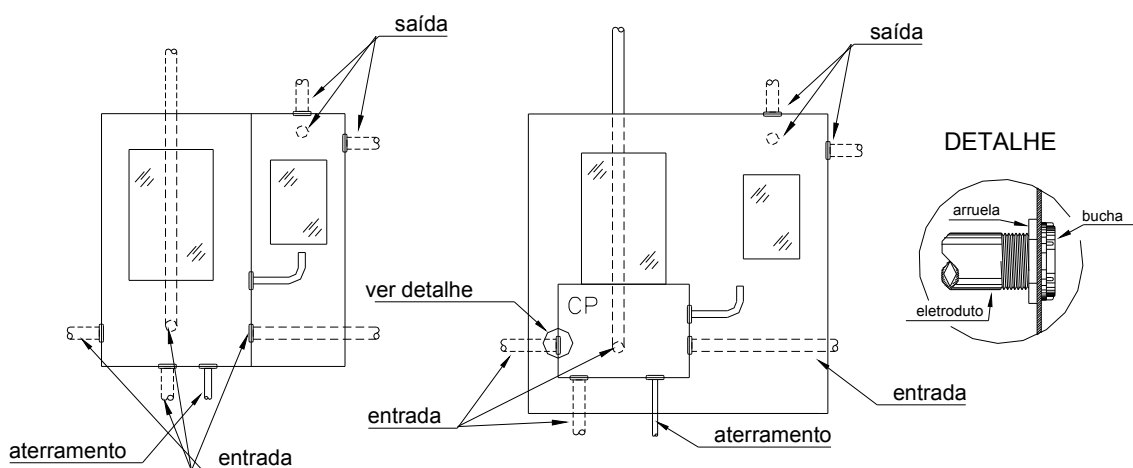 saída
saída
DETALHE
arruela
bucha
ver detalhe
CP
eletroduto
entrada
entrada
aterramento
aterramento
entrada